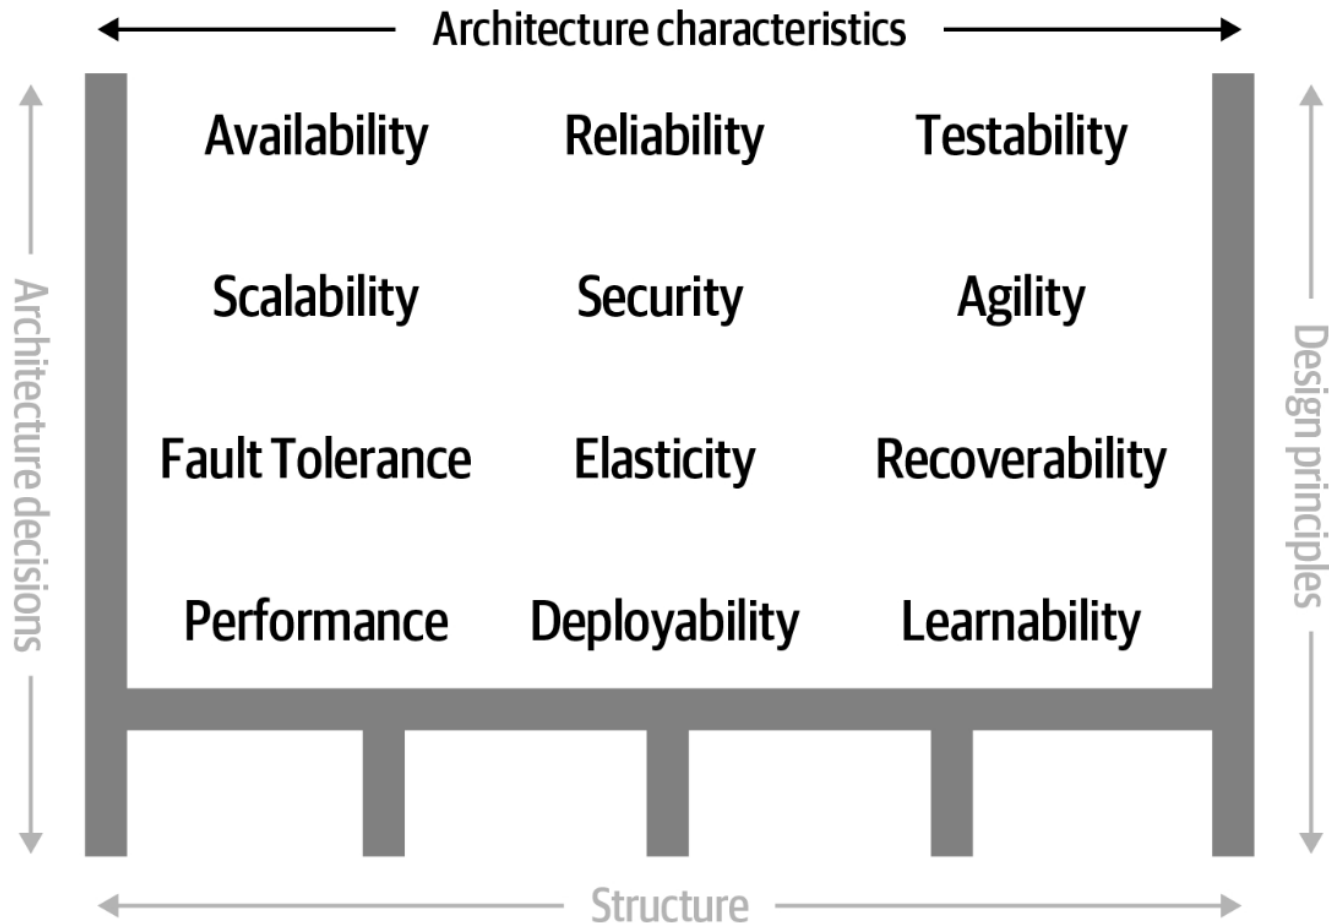 Architecture characteristics
Availability Reliability Testability
Scalability Security Agility
Fault Tolerance Elasticity Recoverability
Performance Deployability Learnability
Architecture decisions
Design principles
Structure